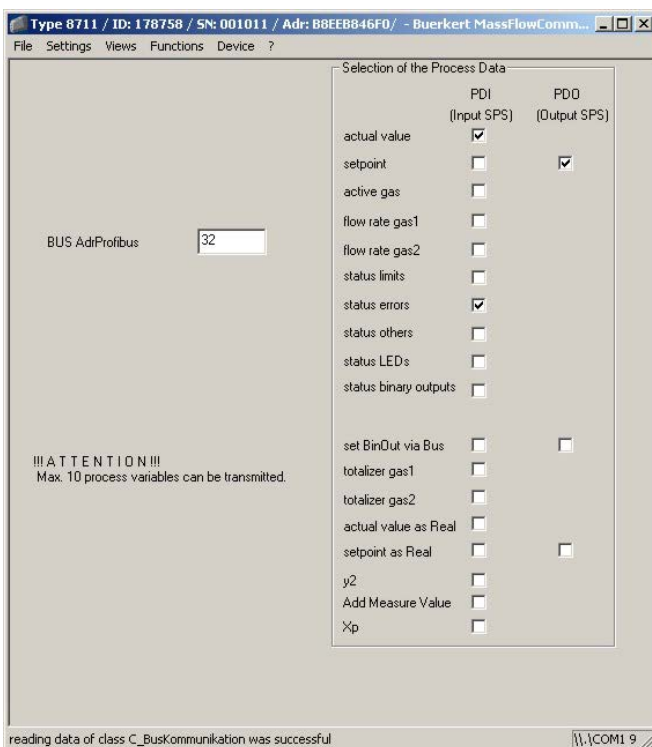 Type 8711 / ID: 178758 / SN: 001011 / Adr: B8EEB846F0/ - Buerkert MassFlowComm...
File Settings Views Functions Device ?
Selection of the Process Data
PDI PDO
(Input SPS) (Output SPS)
actual value
setpoint
active gas
flow rate gas1
BUS AdrProfibus 32
flow rate gas2
status limits
status errors
status others
status LEDs
status binary outputs
set BinOut via Bus
!!! A T T E N T I O N !!!
Max. 10 process variables can be transmitted.
totalizer gas1
totalizer gas2
actual value as Real
setpoint as Real
y2
Add Measure Value
Xp
reading data of class C_BusKommunikation was successful \\.\COM1 9